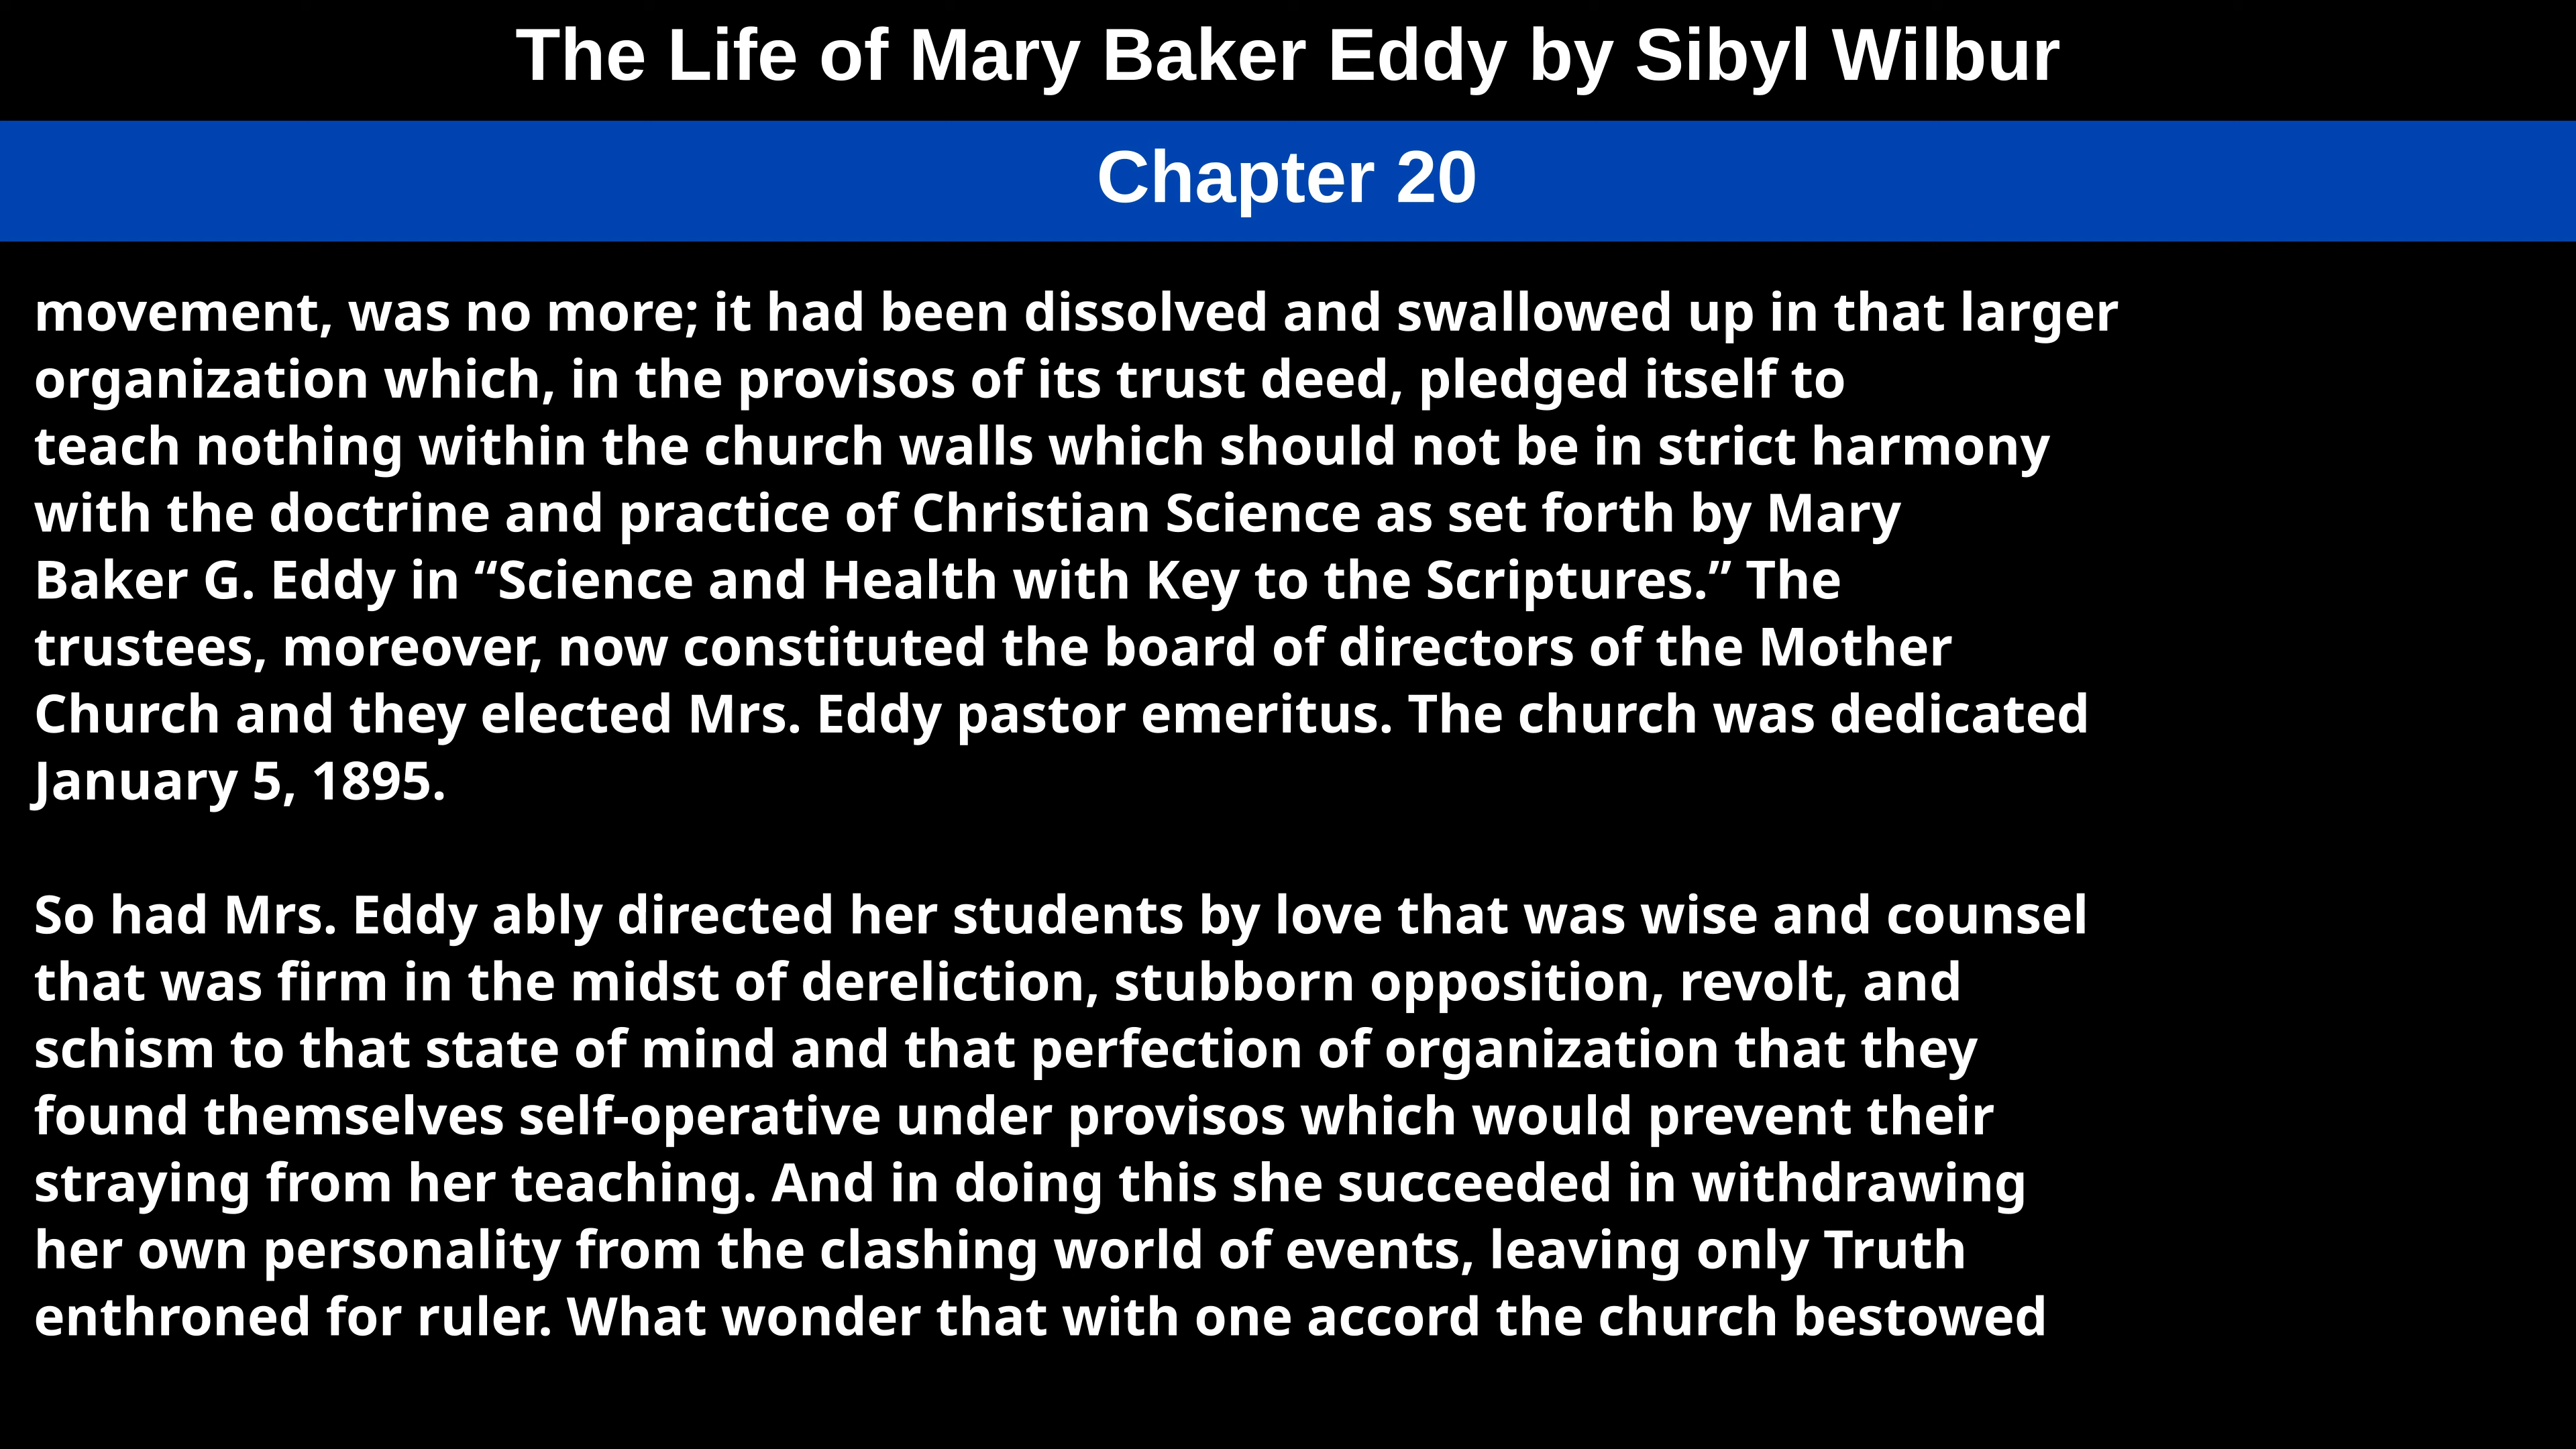 The Life of Mary Baker Eddy by Sibyl Wilbur
Chapter 20
movement, was no more; it had been dissolved and swallowed up in that larger
organization which, in the provisos of its trust deed, pledged itself to
teach nothing within the church walls which should not be in strict harmony
with the doctrine and practice of Christian Science as set forth by Mary
Baker G. Eddy in “Science and Health with Key to the Scriptures.” The
trustees, moreover, now constituted the board of directors of the Mother
Church and they elected Mrs. Eddy pastor emeritus. The church was dedicated
January 5, 1895.
So had Mrs. Eddy ably directed her students by love that was wise and counsel
that was firm in the midst of dereliction, stubborn opposition, revolt, and
schism to that state of mind and that perfection of organization that they
found themselves self-operative under provisos which would prevent their
straying from her teaching. And in doing this she succeeded in withdrawing
her own personality from the clashing world of events, leaving only Truth
enthroned for ruler. What wonder that with one accord the church bestowed